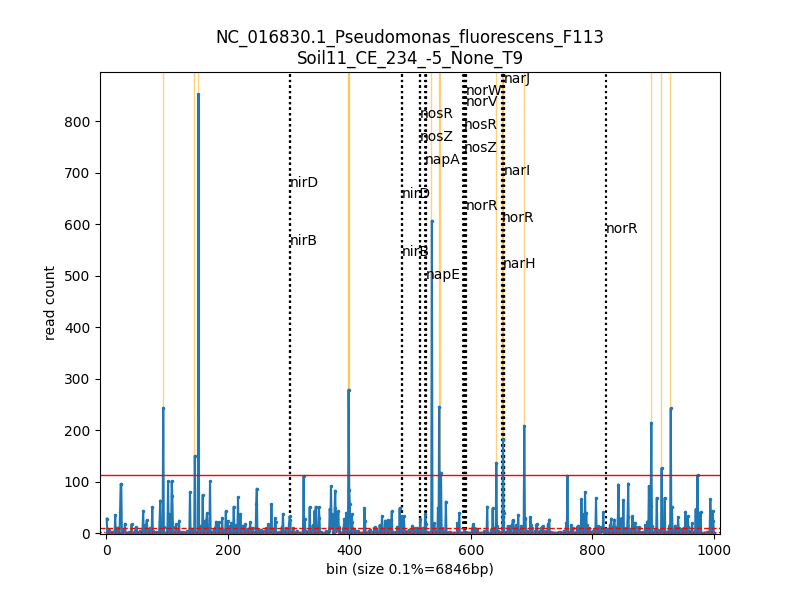 NC_016830.1_Pseudomonas_fluorescens_F113
Soil11_CE_234_-5_None_T9
narJ
norW
norV
nosR
nosR
nosZ
nosZ
napA
narI
nirD
nirD
norR
norR
norR
nirB
nirB
narH
napE
read count
800
700
600
500
400
300
200
100
0
0
200
400
600
800
1000
bin (size 0.1%=6846bp)